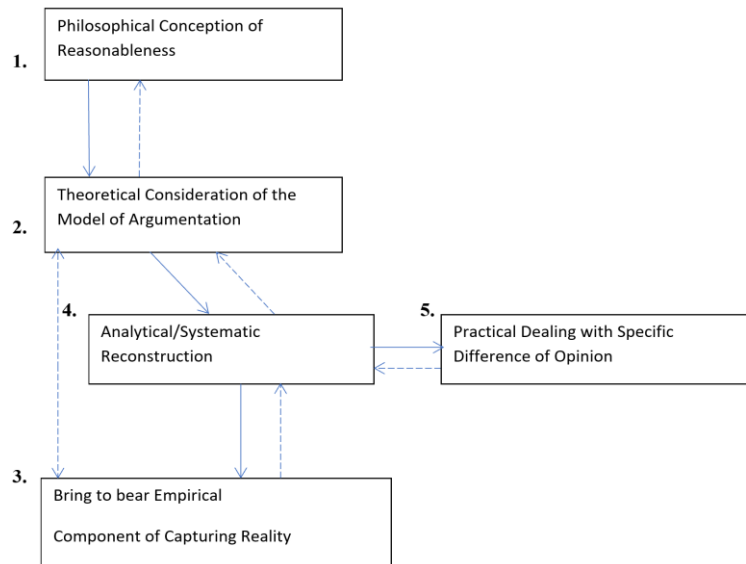 Philosophical Conception of
Reasonableness
1.
Theoretical Consideration of the
Model of Argumentation
2.
4.
Analytical/Systematic
Reconstruction
5.
Practical Dealing with Specific
Difference of Opinion
3.
Bring to bear Empirical
Component of Capturing Reality